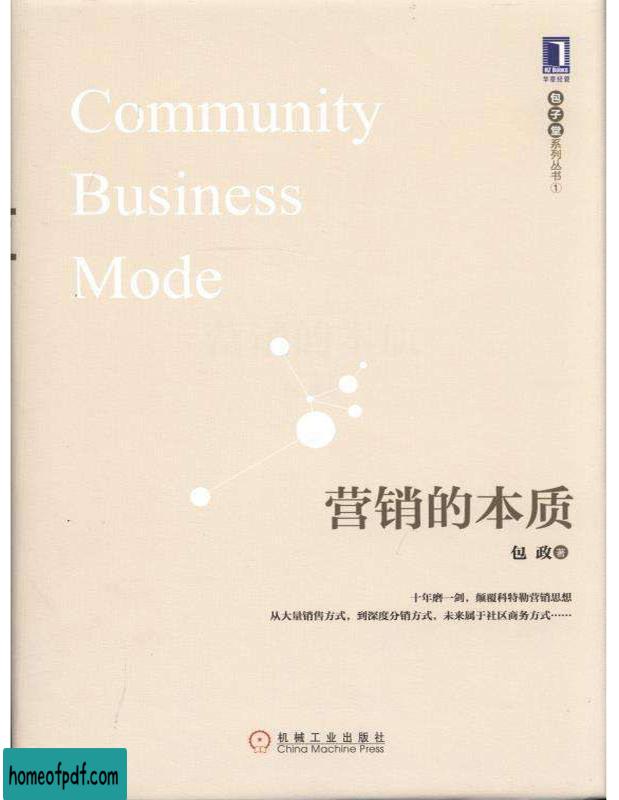 Community
Business
Mode
HZ Books
华章经管
包子堂系列丛书①
营销的本质
包 政 著
十年磨一剑，颠覆科特勒营销思想
从大量销售方式，到深度分销方式，未来属于社区商务方式……
机械工业出版社
China Machine Press
homeofpdf.com